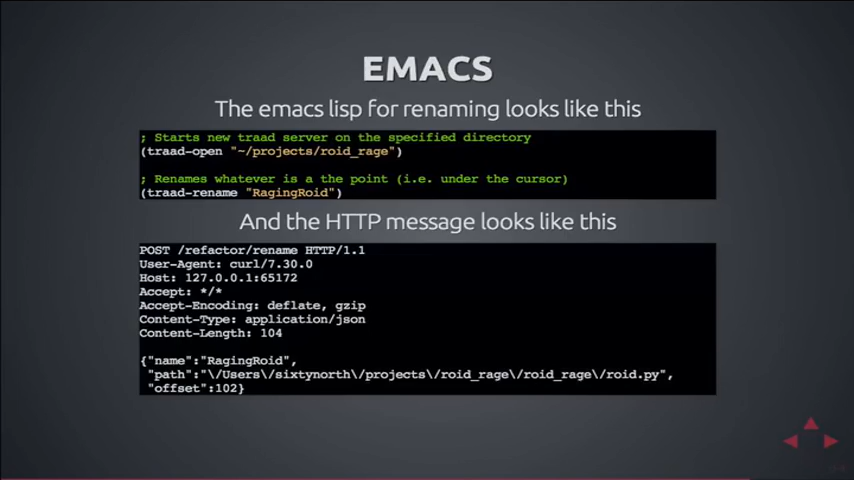 EMACS
The emacs lisp for renaming looks like this
; Starts new traad server on the specified directory
(traad-open "~/projects/roid_rage")
; Renames whatever is a the point (i.e. under the cursor)
(traad-rename "RagingRoid")
And the HTTP message looks like this
POST /refactor/rename HTTP/1.1
User-Agent: curl/7.30.0
Host: 127.0.0.1:65172
Accept: */*
Accept-Encoding: deflate, gzip
Content-Type: application/json
Content-Length: 104
{"name":"RagingRoid",
"path":"\/Users\/sixtynorth\/projects\/roid_rage\/roid_rage\/roid.py",
"offset":102}